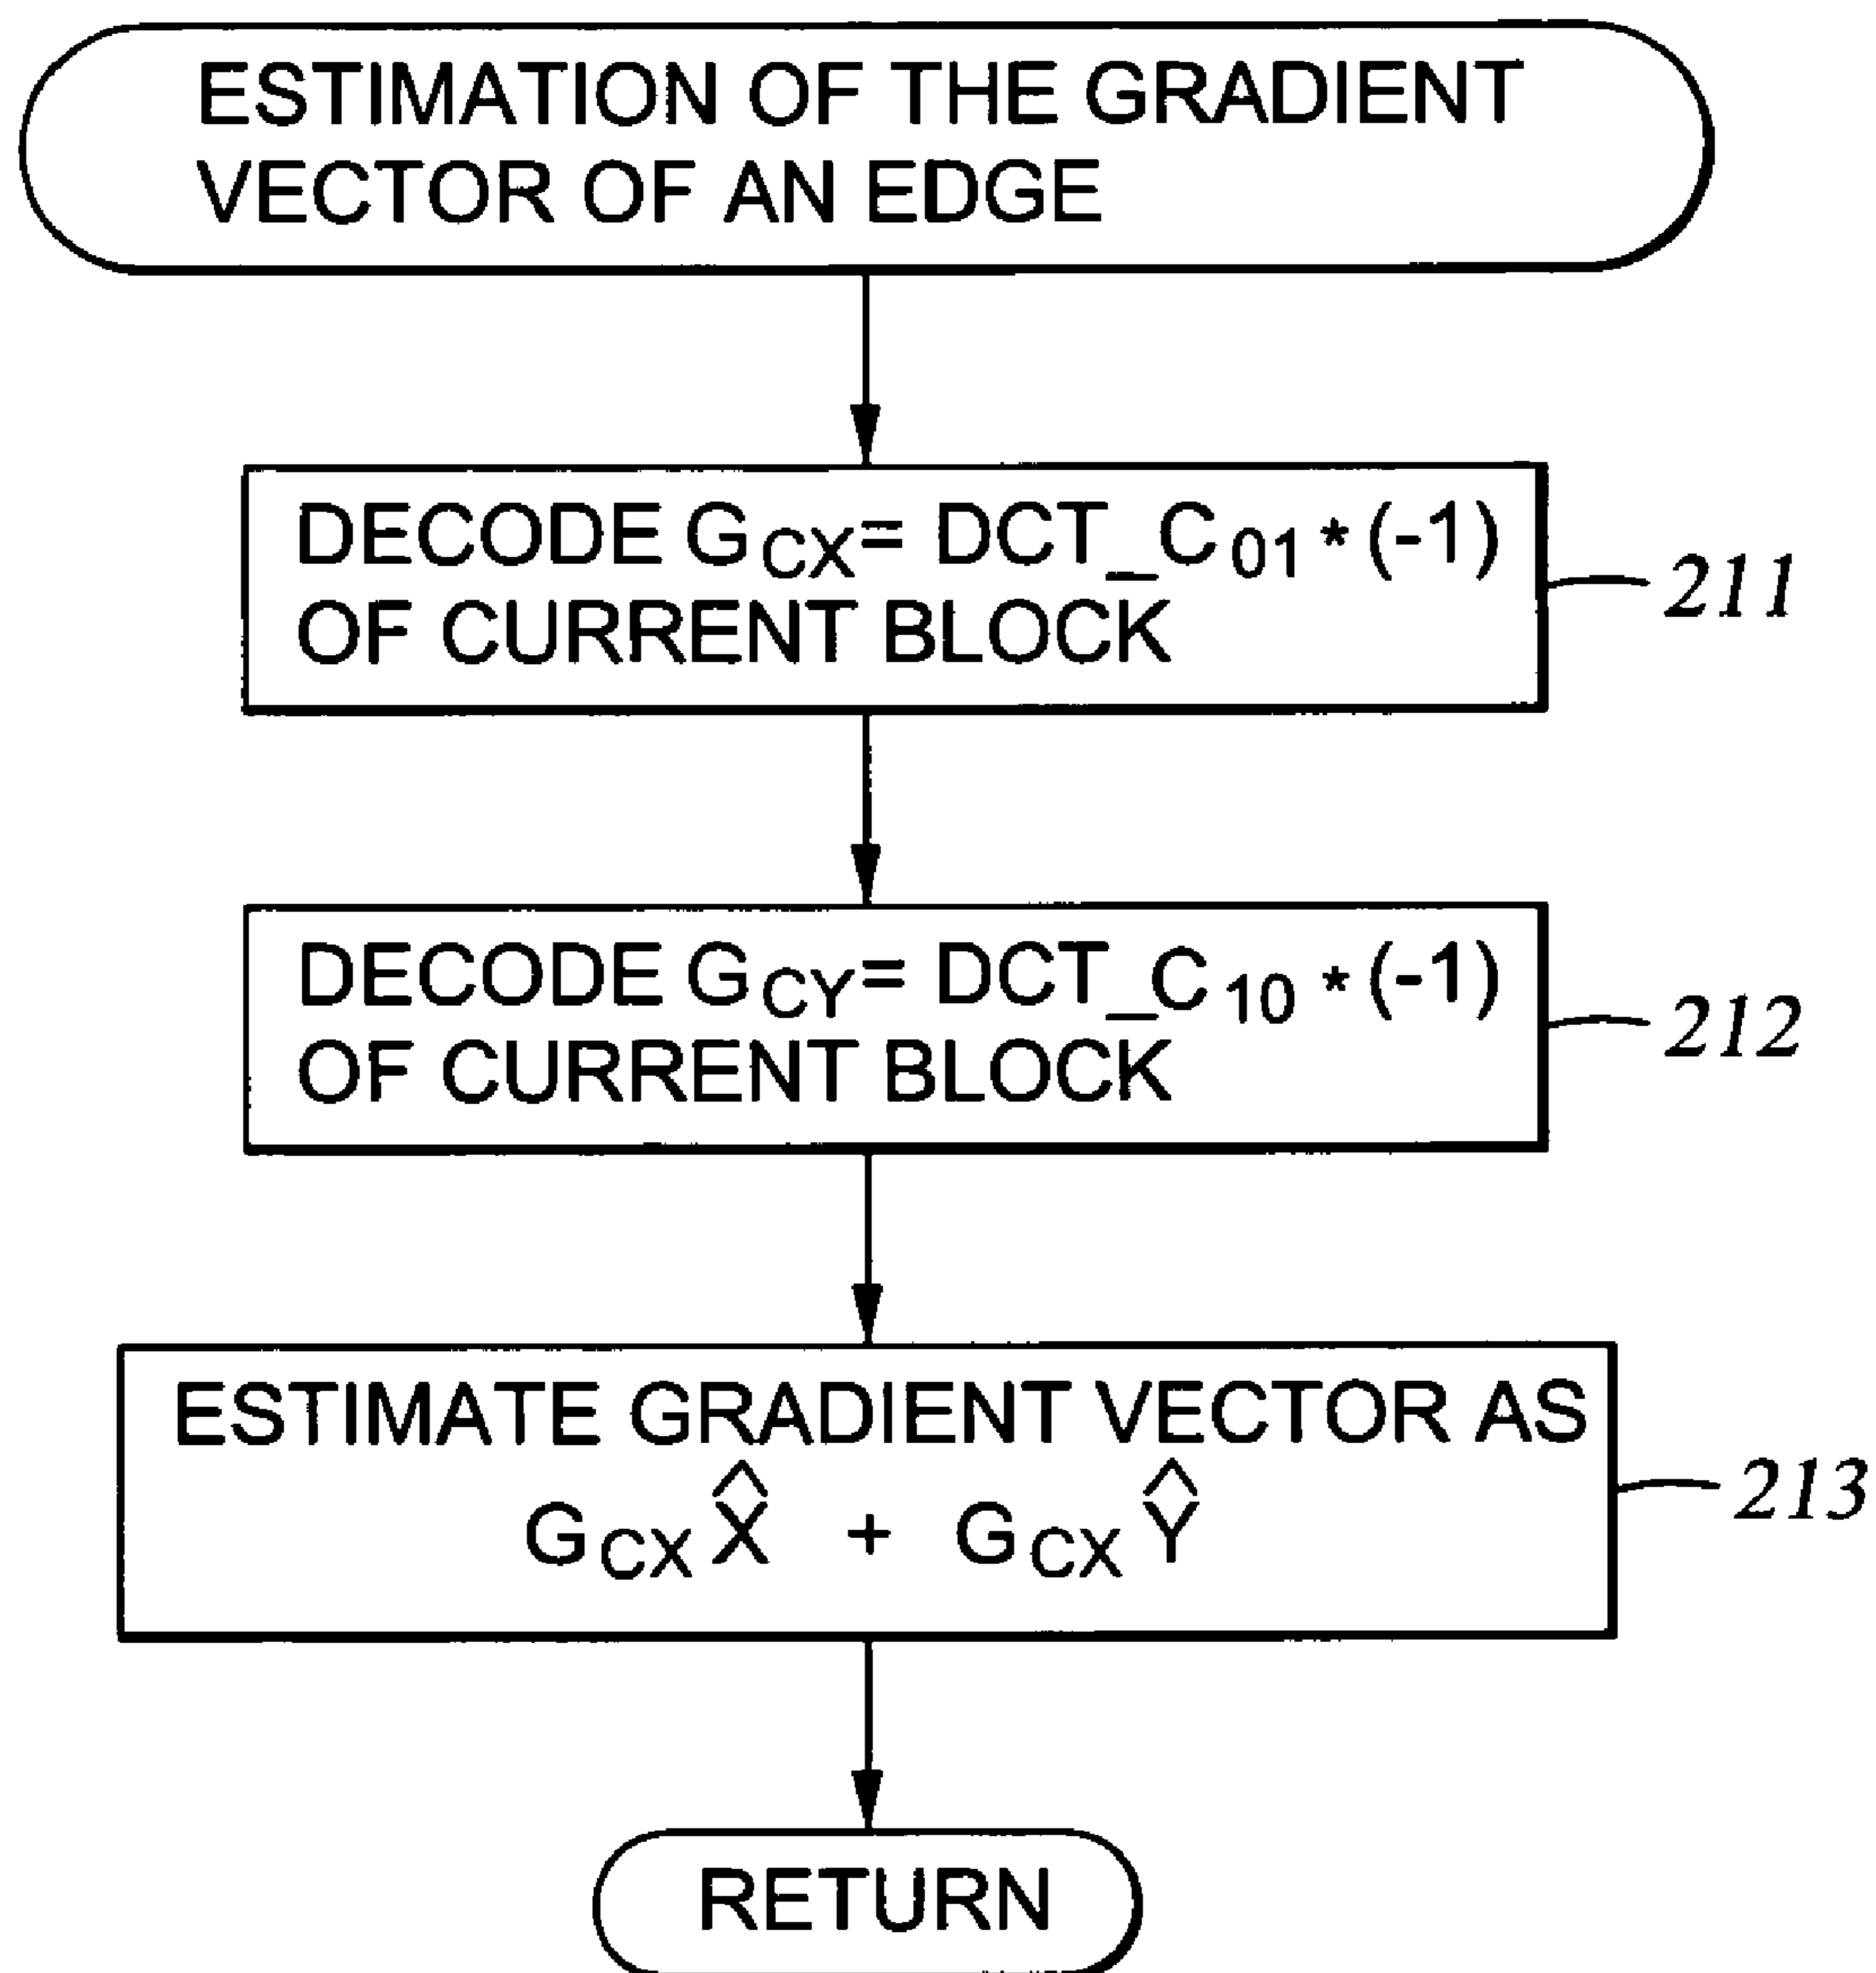 ESTIMATION OF THE GRADIENT
VECTOR OF AN EDGE
DECODE GCX= DCT_C01*(-1)
OF CURRENT BLOCK
211
DECODE GCY= DCT_C10*(-1)
OF CURRENT BLOCK
212
ESTIMATE GRADIENT VECTOR AS
GCX X̂ + GCX Ŷ
213
RETURN